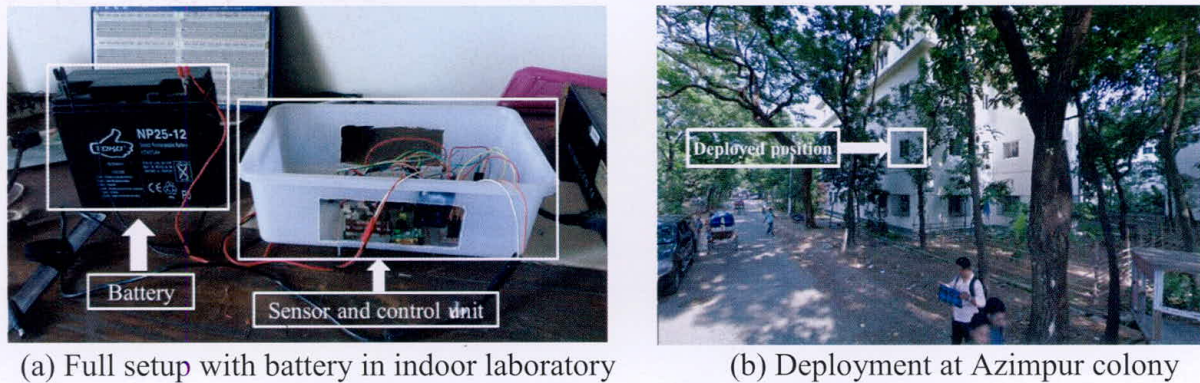 TOYO
NP25-12
Battery
Sensor and control unit
Deployed position
(a) Full setup with battery in indoor laboratory
(b) Deployment at Azimpur colony